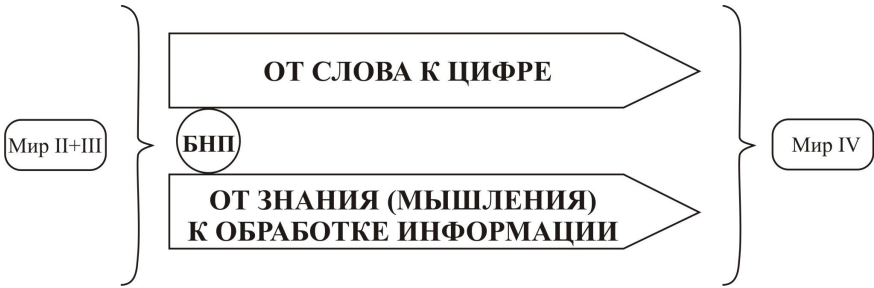 ОТ СЛОВА К ЦИФРЕ
Мир II+III
БНП
Мир IV
ОТ ЗНАНИЯ (МЫШЛЕНИЯ)
К ОБРАБОТКЕ ИНФОРМАЦИИ